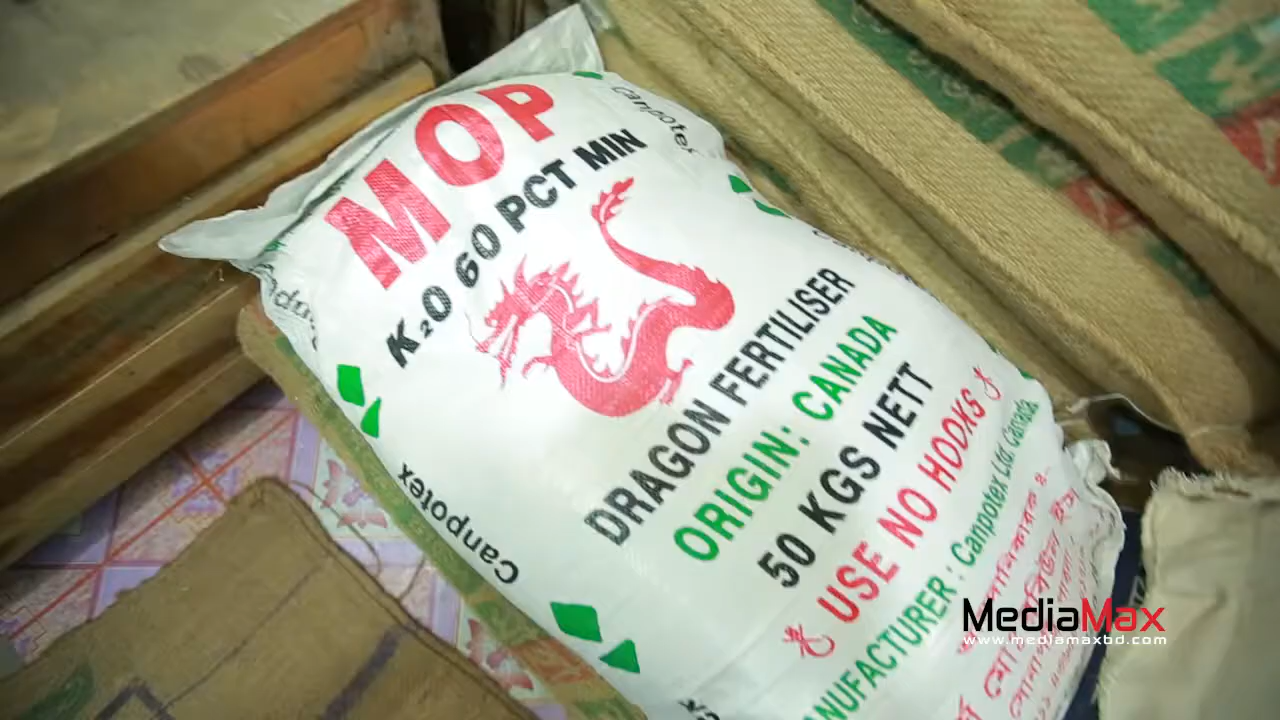 MOP
Canpotex
K₂O 60 PCT MIN
DRAGON FERTILISER
ORIGIN: CANADA
50 KGS NETT
USE NO HOOKS
MANUFACTURER : Canpotex Ltd. Canada
Canpotex
MediaMax
www.mediamaxbd.com